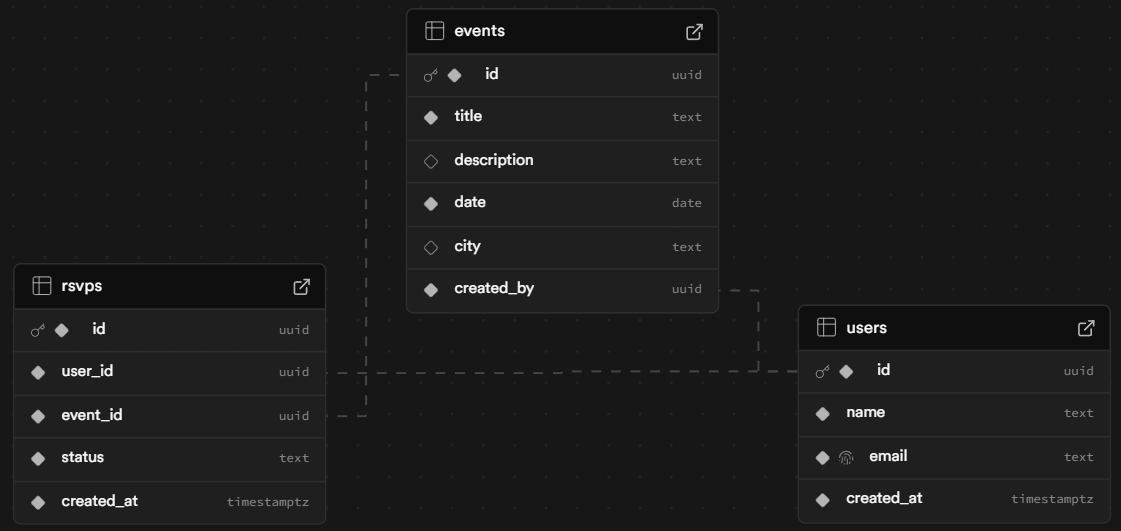 events
id uuid
title text
description text
date date
city text
created_by uuid
rsvps
id uuid
user_id uuid
event_id uuid
status text
created_at timestamptz
users
id uuid
name text
email text
created_at timestamptz